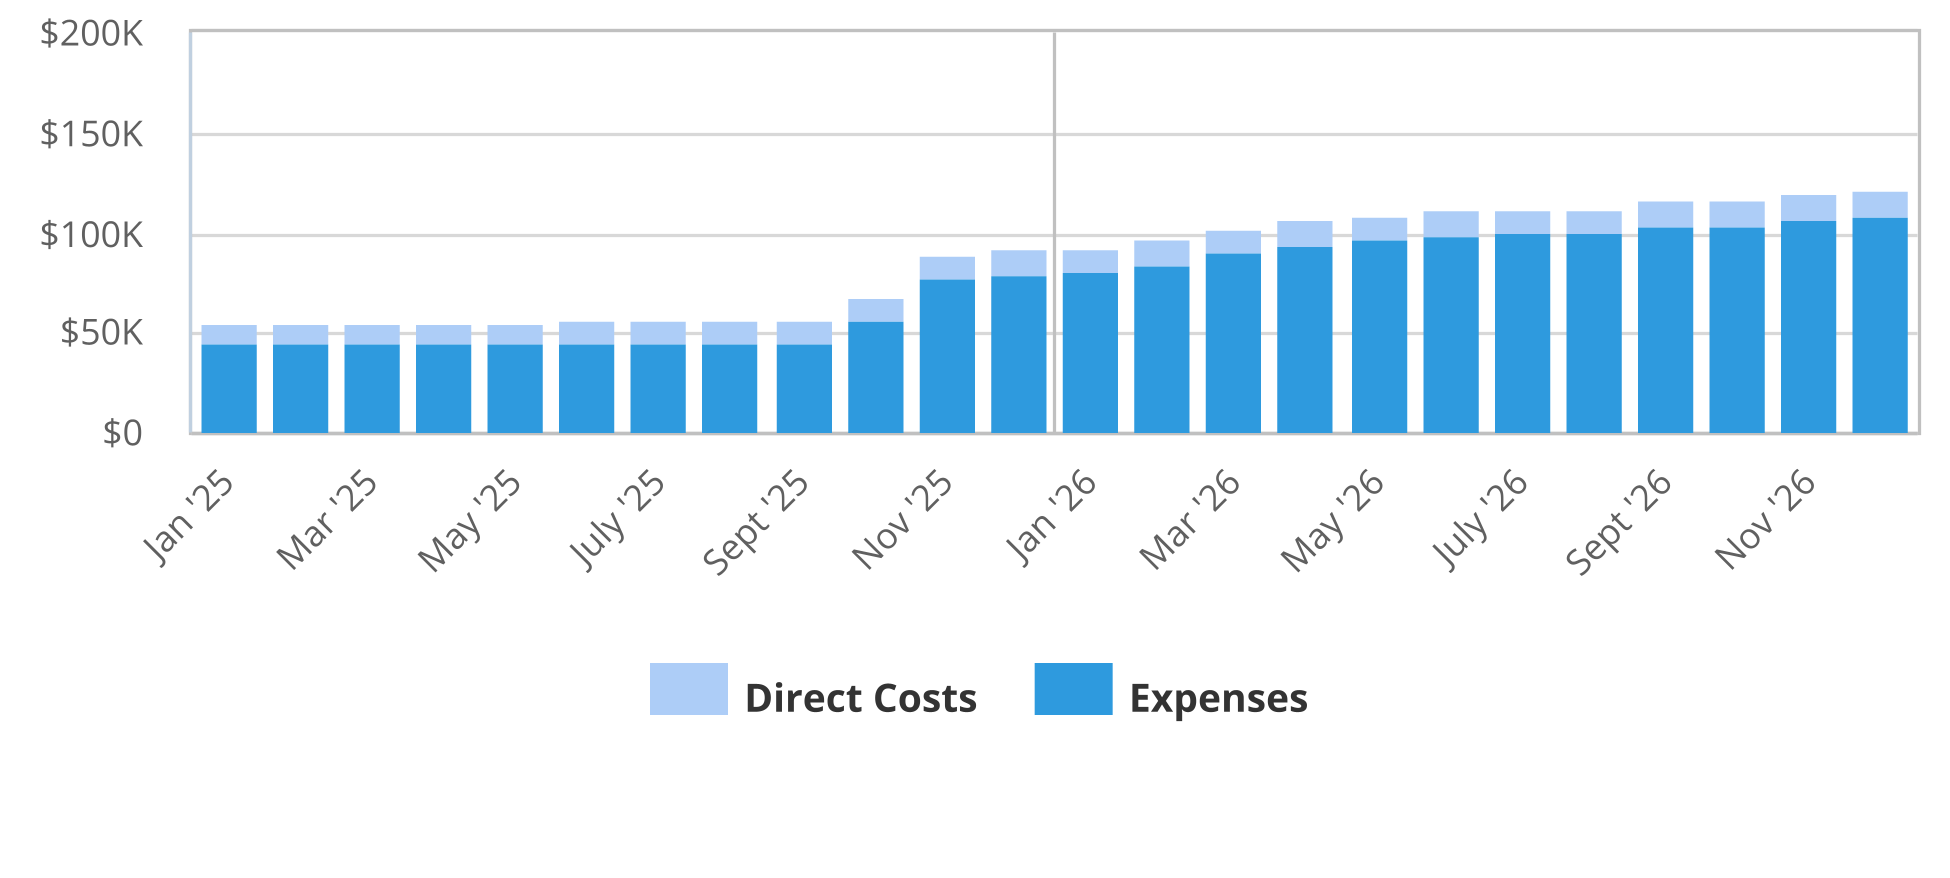 $200K
$150K
$100K
$50K
$0
Jan '25
Mar '25
May '25
July '25
Sept '25
Nov '25
Jan '26
Mar '26
May '26
July '26
Sept '26
Nov '26
Direct Costs
Expenses